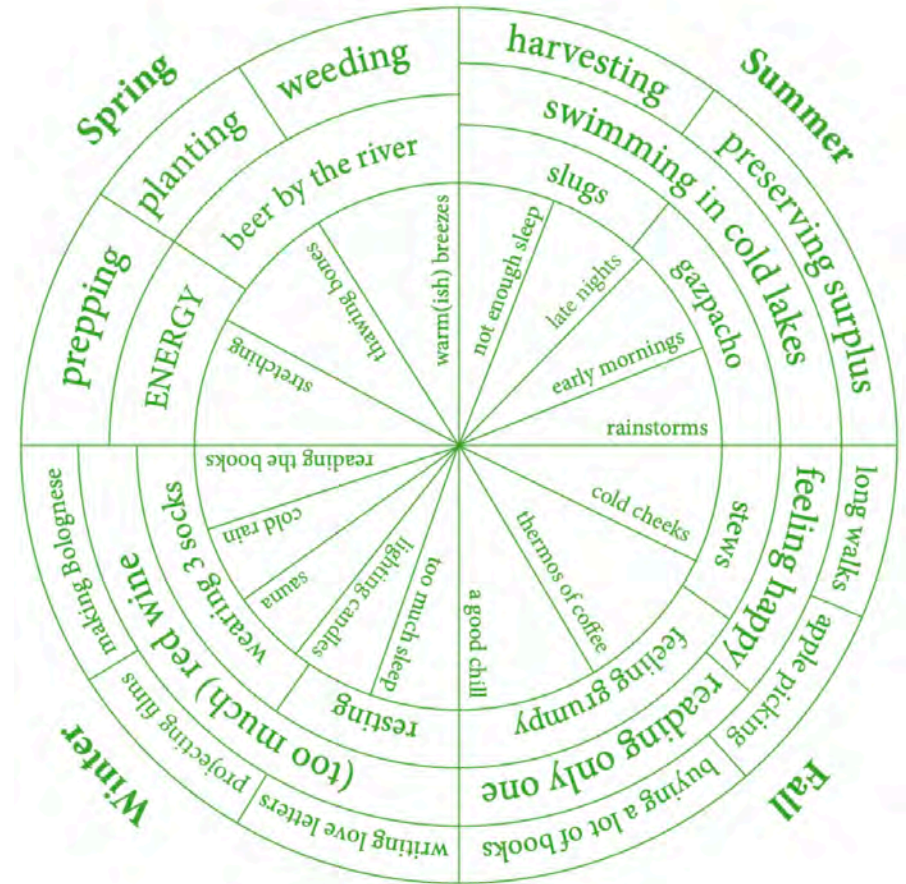 Spring
prepping
planting
weeding
ENERGY
beer by the river
stretching
thawing bones
warm(ish) breezes
Summer
harvesting
preserving surplus
swimming in cold lakes
slugs
gazpacho
not enough sleep
late nights
early mornings
rainstorms
Fall
long walks
apple picking
buying a lot of books
feeling happy
reading only one
stews
feeling grumpy
cold cheeks
thermos of coffee
a good chill
Winter
writing love letters
projecting films
making Bolognese
(too much) red wine
resting
wearing 3 socks
too much sleep
lighting candles
sauna
cold rain
reading the books